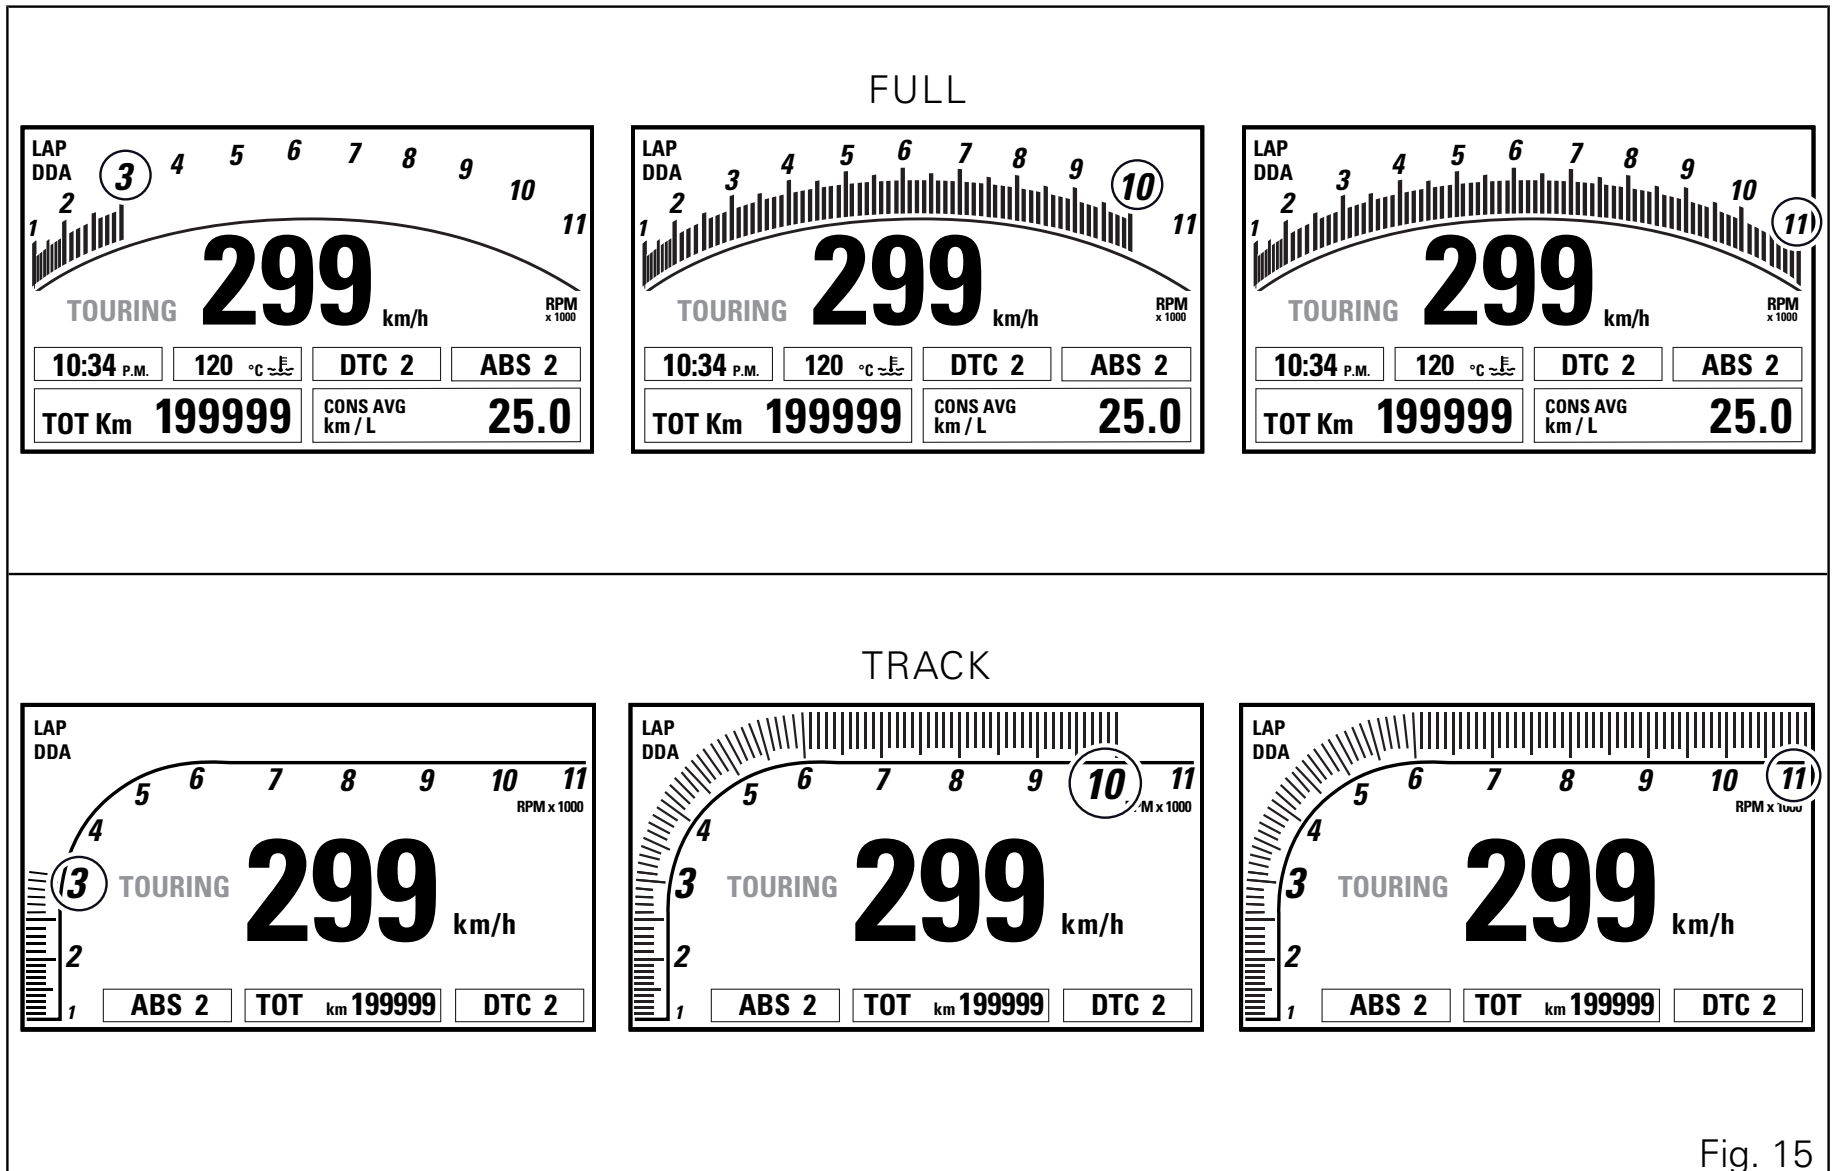 FULL
LAP
DDA
1 2 3 4 5 6 7 8 9 10 11
TOURING 299 km/h
RPM
x 1000
10:34 P.M. 120 °C DTC 2 ABS 2
TOT Km 199999 CONS AVG
km / L 25.0
LAP
DDA
1 2 3 4 5 6 7 8 9 10 11
TOURING 299 km/h
RPM
x 1000
10:34 P.M. 120 °C DTC 2 ABS 2
TOT Km 199999 CONS AVG
km / L 25.0
LAP
DDA
1 2 3 4 5 6 7 8 9 10 11
TOURING 299 km/h
RPM
x 1000
10:34 P.M. 120 °C DTC 2 ABS 2
TOT Km 199999 CONS AVG
km / L 25.0
TRACK
LAP
DDA
1 2 3 4 5 6 7 8 9 10 11
RPM x 1000
TOURING 299 km/h
ABS 2 TOT km 199999 DTC 2
LAP
DDA
1 2 3 4 5 6 7 8 9 10 11
M x 1000
TOURING 299 km/h
ABS 2 TOT km 199999 DTC 2
LAP
DDA
1 2 3 4 5 6 7 8 9 10 11
RPM x 1000
TOURING 299 km/h
ABS 2 TOT km 199999 DTC 2
Fig. 15